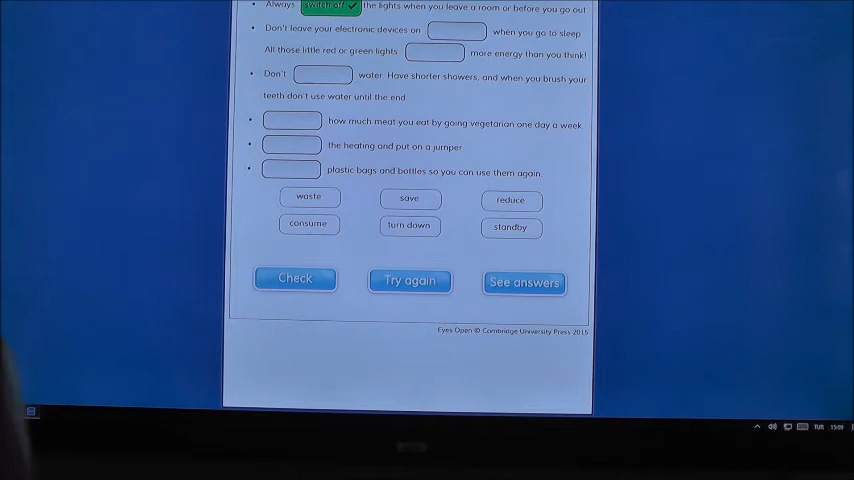 Always switch off ✔ the lights when you leave a room or before you go out
Don't leave your electronic devices on when you go to sleep
All those little red or green lights more energy than you think!
Don't water. Have shorter showers, and when you brush your
teeth don't use water until the end
how much meat you eat by going vegetarian one day a week.
the heating and put on a jumper.
plastic bags and bottles so you can use them again.
waste save reduce
consume turn down standby
Check Try again See answers
Eyes Open © Cambridge University Press 2015
TUR 15:09